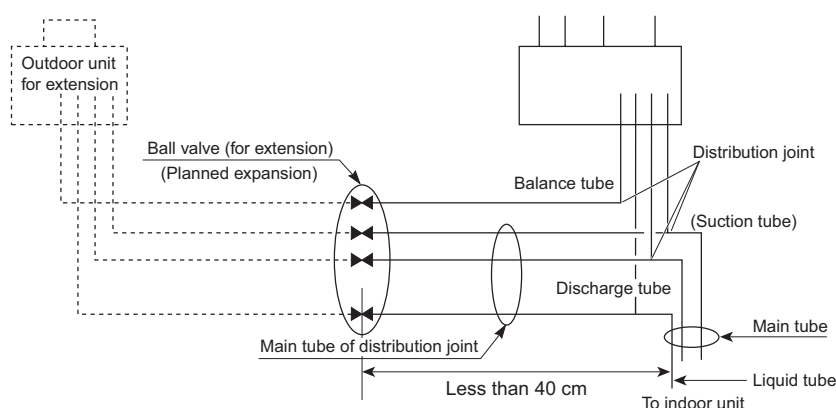 Outdoor unit
for extension
Ball valve (for extension)
(Planned expansion)
Distribution joint
Balance tube
(Suction tube)
Discharge tube
Main tube
Main tube of distribution joint
Less than 40 cm
Liquid tube
To indoor unit